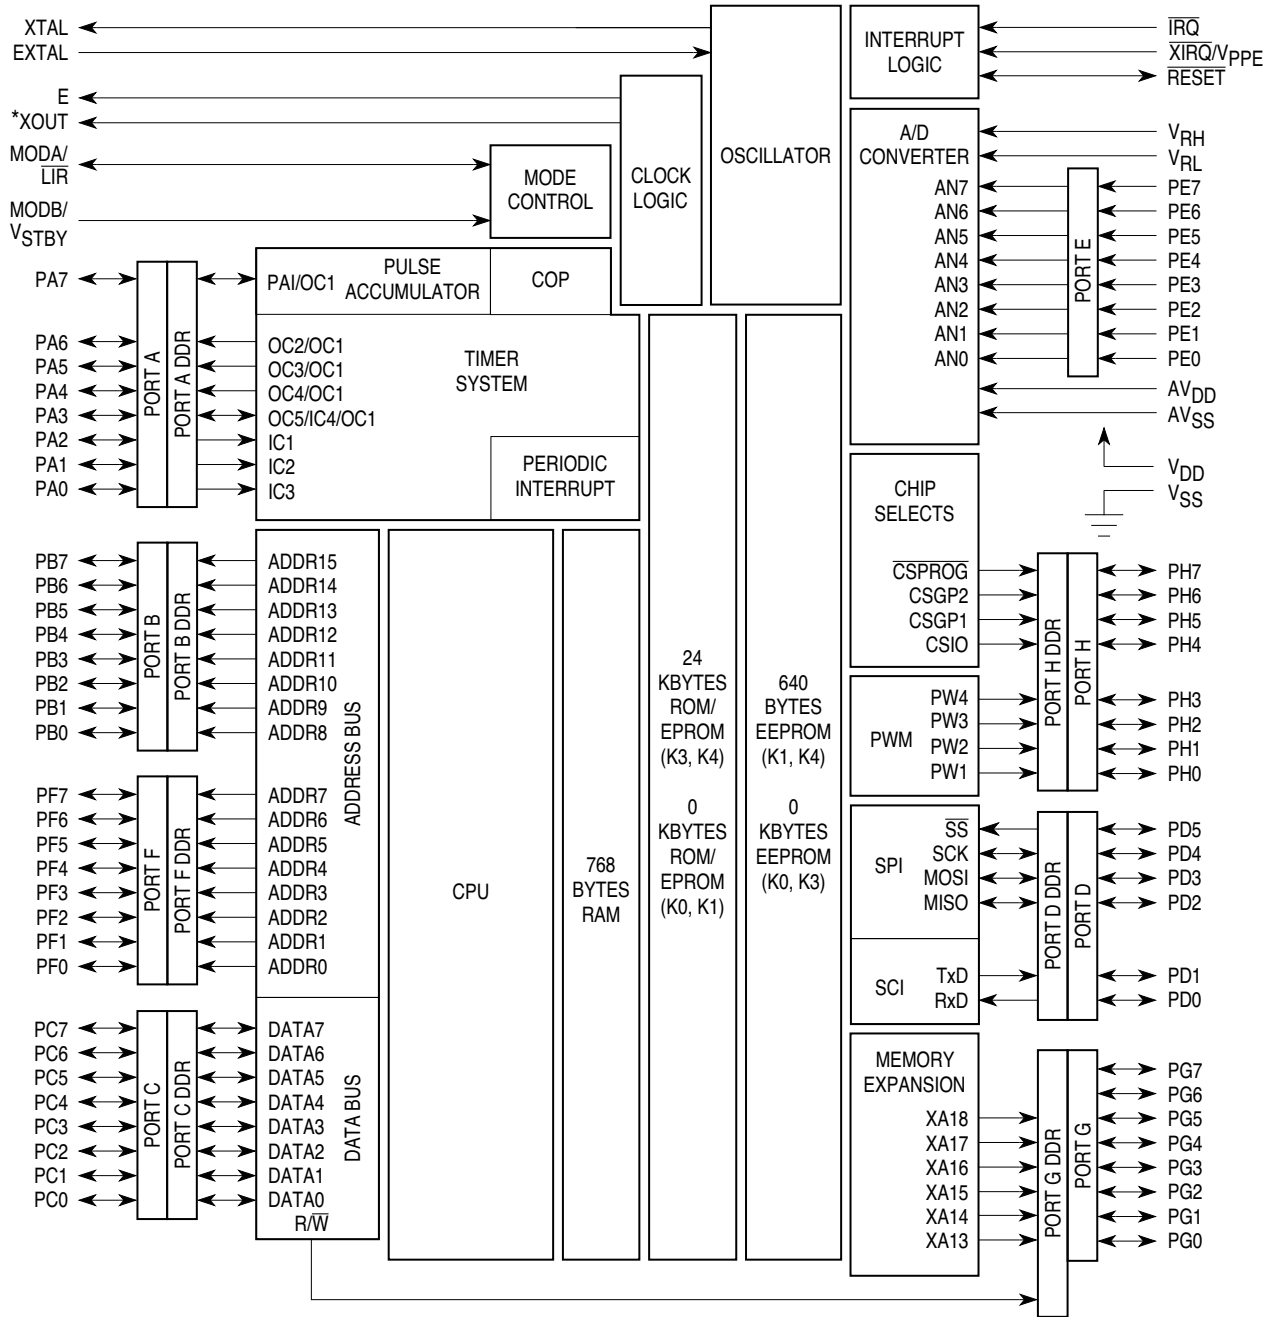 XTAL
EXTAL
E
*XOUT
MODA/
LIR
MODB/
VSTBY
MODE
CONTROL
CLOCK
LOGIC
OSCILLATOR
INTERRUPT
LOGIC
IRQ
XIRQ/VPPE
RESET
A/D
CONVERTER
VRH
VRL
AN7
AN6
AN5
AN4
AN3
AN2
AN1
AN0
PORT E
PE7
PE6
PE5
PE4
PE3
PE2
PE1
PE0
AVDD
AVSS
VDD
VSS
PA7
PA6
PA5
PA4
PA3
PA2
PA1
PA0
PORT A
PORT A DDR
PAI/OC1
PULSE
ACCUMULATOR
COP
OC2/OC1
OC3/OC1
OC4/OC1
OC5/IC4/OC1
IC1
IC2
IC3
TIMER
SYSTEM
PERIODIC
INTERRUPT
PB7
PB6
PB5
PB4
PB3
PB2
PB1
PB0
PORT B
PORT B DDR
ADDR15
ADDR14
ADDR13
ADDR12
ADDR11
ADDR10
ADDR9
ADDR8
ADDRESS BUS
PF7
PF6
PF5
PF4
PF3
PF2
PF1
PF0
PORT F
PORT F DDR
ADDR7
ADDR6
ADDR5
ADDR4
ADDR3
ADDR2
ADDR1
ADDR0
PC7
PC6
PC5
PC4
PC3
PC2
PC1
PC0
PORT C
PORT C DDR
DATA7
DATA6
DATA5
DATA4
DATA3
DATA2
DATA1
DATA0
R/W
DATA BUS
CPU
768
BYTES
RAM
24
KBYTES
ROM/
EPROM
(K3, K4)
0
KBYTES
ROM/
EPROM
(K0, K1)
640
BYTES
EEPROM
(K1, K4)
0
KBYTES
EEPROM
(K0, K3)
CHIP
SELECTS
CSPROG
CSGP2
CSGP1
CSIO
PWM
PW4
PW3
PW2
PW1
PORT H DDR
PORT H
PH7
PH6
PH5
PH4
PH3
PH2
PH1
PH0
SPI
SS
SCK
MOSI
MISO
SCI
TxD
RxD
PORT D DDR
PORT D
PD5
PD4
PD3
PD2
PD1
PD0
MEMORY
EXPANSION
XA18
XA17
XA16
XA15
XA14
XA13
PORT G DDR
PORT G
PG7
PG6
PG5
PG4
PG3
PG2
PG1
PG0